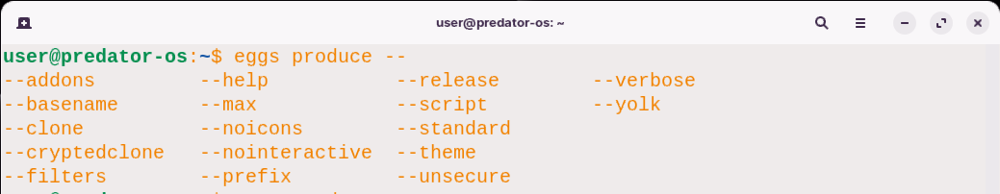 user@predator-os: ~
user@predator-os:~$ eggs produce --
--addons --help --release --verbose
--basename --max --script --yolk
--clone --noicons --standard
--cryptedclone --nointeractive --theme
--filters --prefix --unsecure